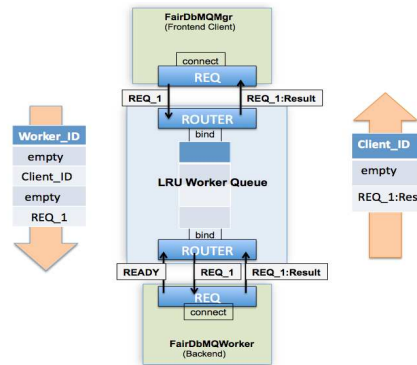 FairDbMQMgr
(Frontend Client)
connect
REQ
REQ_1
REQ_1:Result
ROUTER
bind
Worker_ID
empty
Client_ID
empty
REQ_1
LRU Worker Queue
Client_ID
empty
REQ_1:Res
bind
ROUTER
READY
REQ_1
REQ_1:Result
REQ
connect
FairDbMQWorker
(Backend)